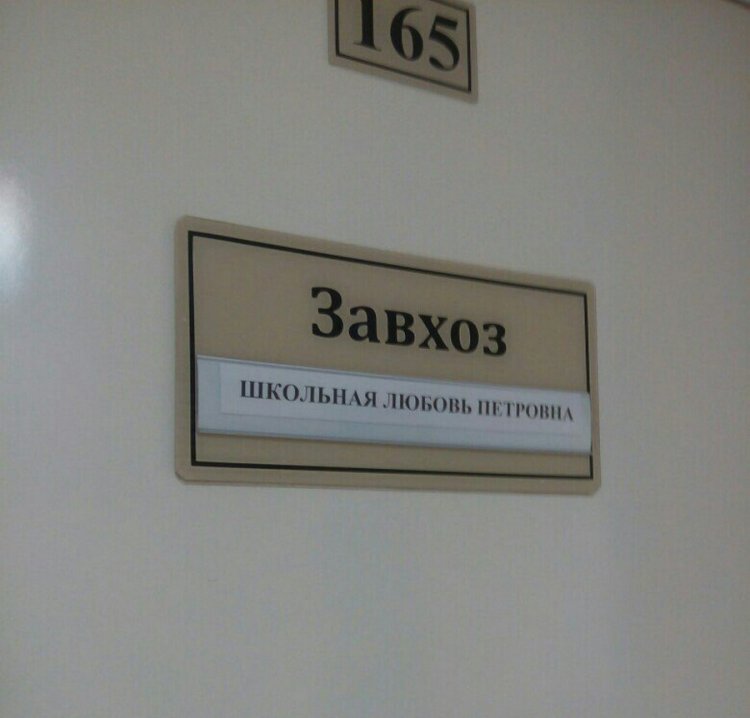 165
Завхоз
ШКОЛЬНАЯ ЛЮБОВЬ ПЕТРОВНА